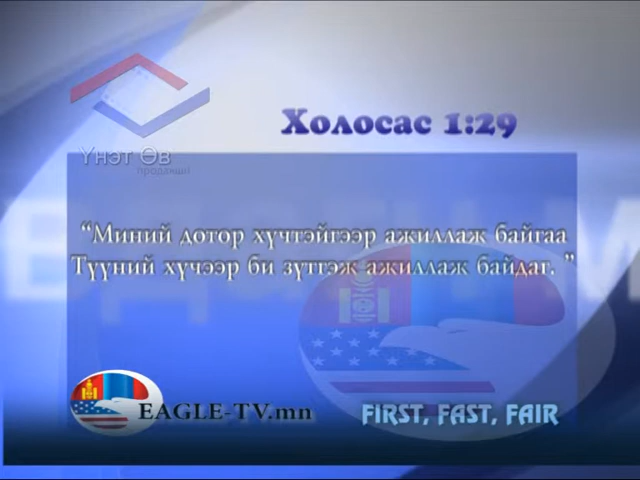 Холосас 1:29
Үнэт Өв
продакшн
“Миний дотор хүчтэйгээр ажиллаж байгаа
Түүний хүчээр би зүтгэж ажиллаж байдаг. ”
EAGLE-TV.mn
FIRST, FAST, FAIR